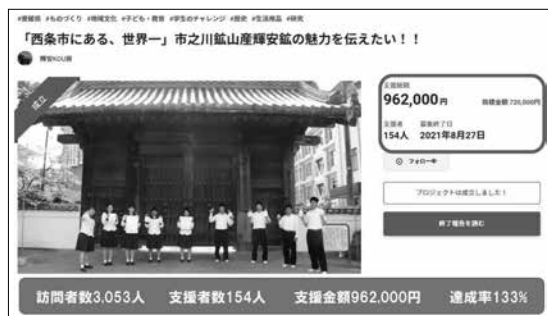 #愛媛県 #ものづくり #地域文化 #子ども・教育 #学生のチャレンジ #歴史 #生活用品 #研究
「西条市にある、世界一」市之川鉱山産輝安鉱の魅力を伝えたい！！
輝安KOU房
成立
支援総額
962,000円 目標金額 720,000円
支援者 募集終了日
154人 2021年8月27日
フォロー中
プロジェクトは成立しました！
終了報告を読む
訪問者数3,053人 支援者数154人 支援金額962,000円 達成率133%